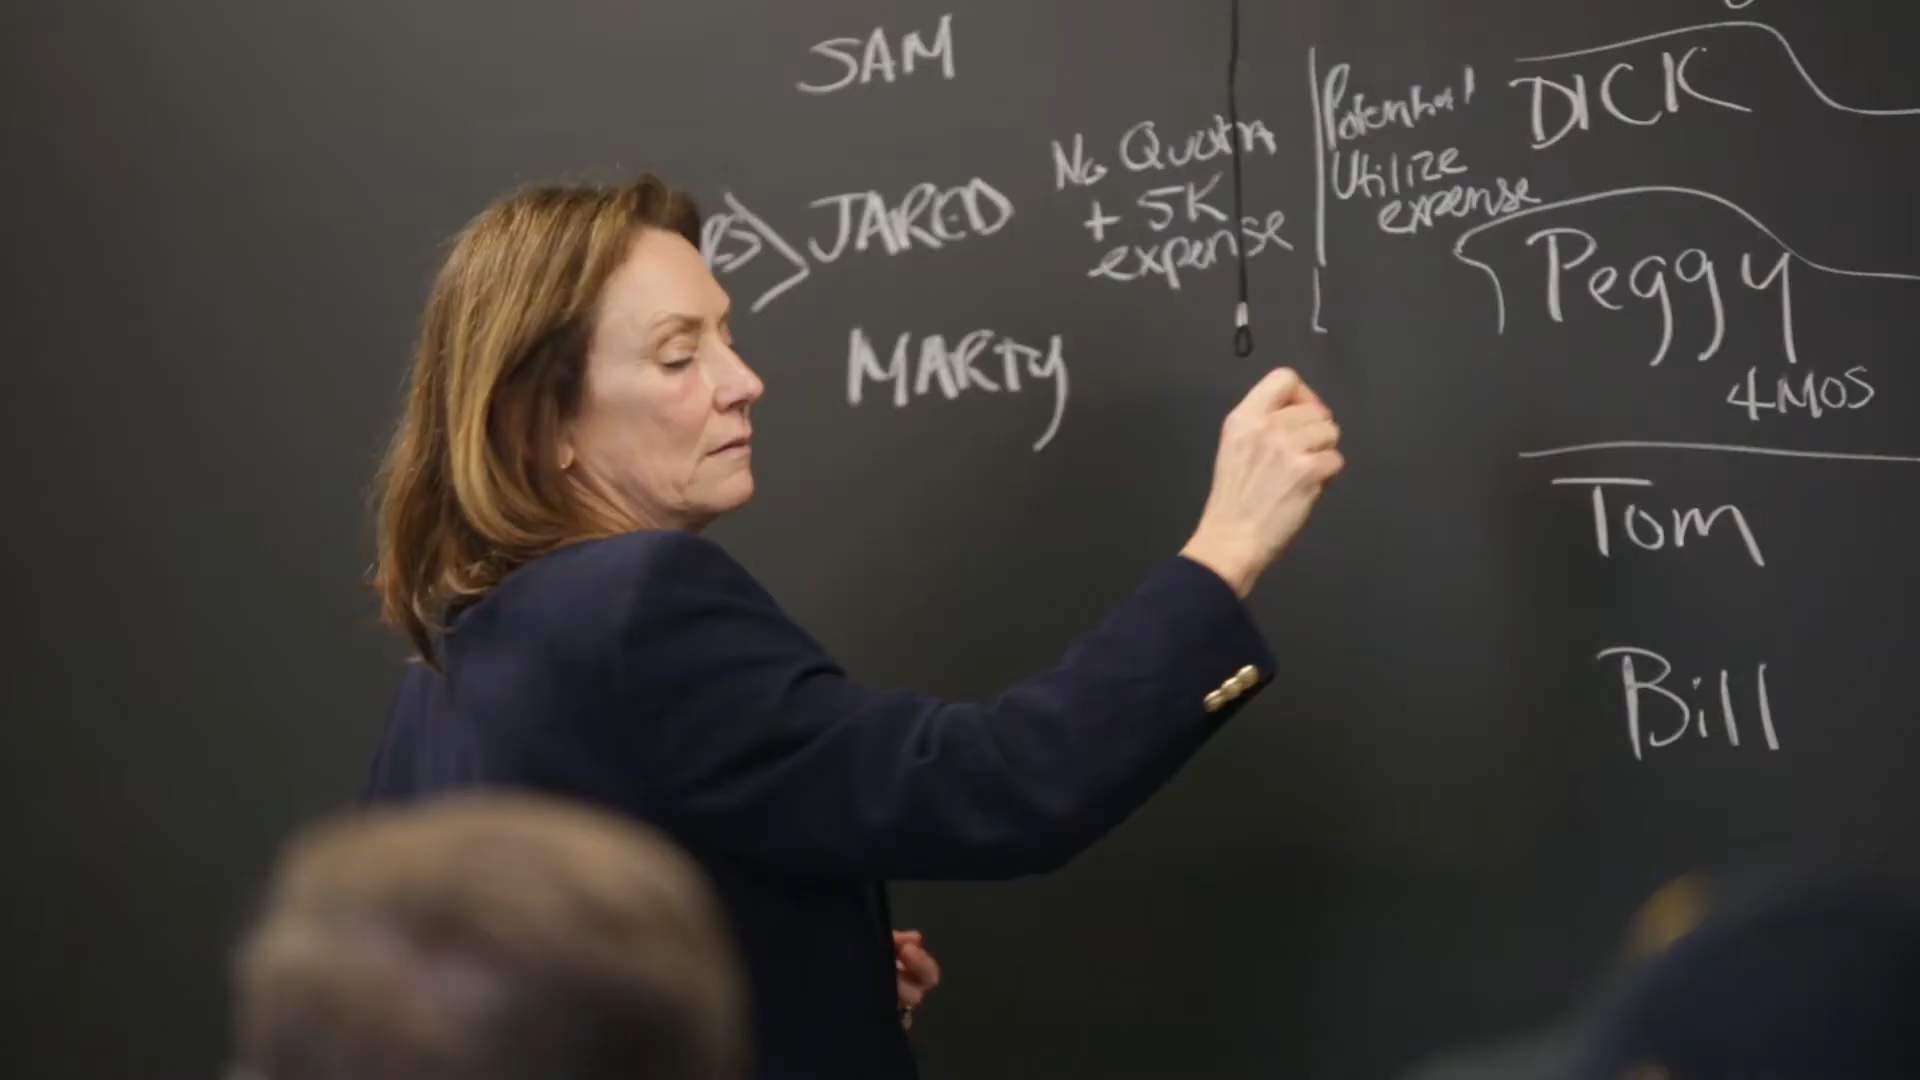 SAM
JARED
MARTY
No Quota
+ 5K
expense
Potential
Utilize
expense
DICK
Peggy
4 MOS
Tom
Bill